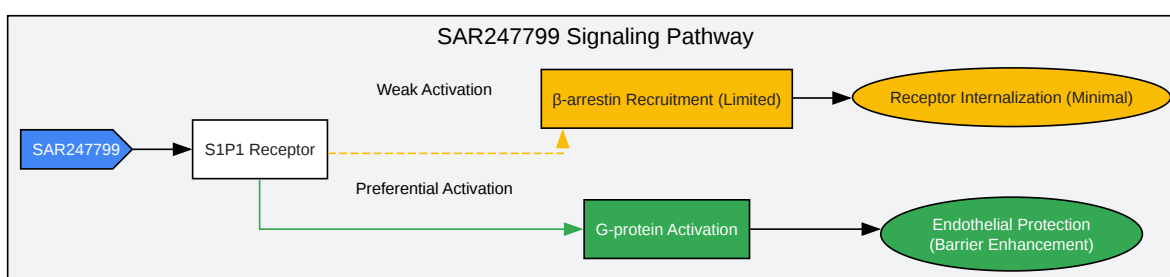 SAR247799 Signaling Pathway
Weak Activation
β-arrestin Recruitment (Limited)
Receptor Internalization (Minimal)
SAR247799
S1P1 Receptor
Preferential Activation
G-protein Activation
Endothelial Protection
(Barrier Enhancement)